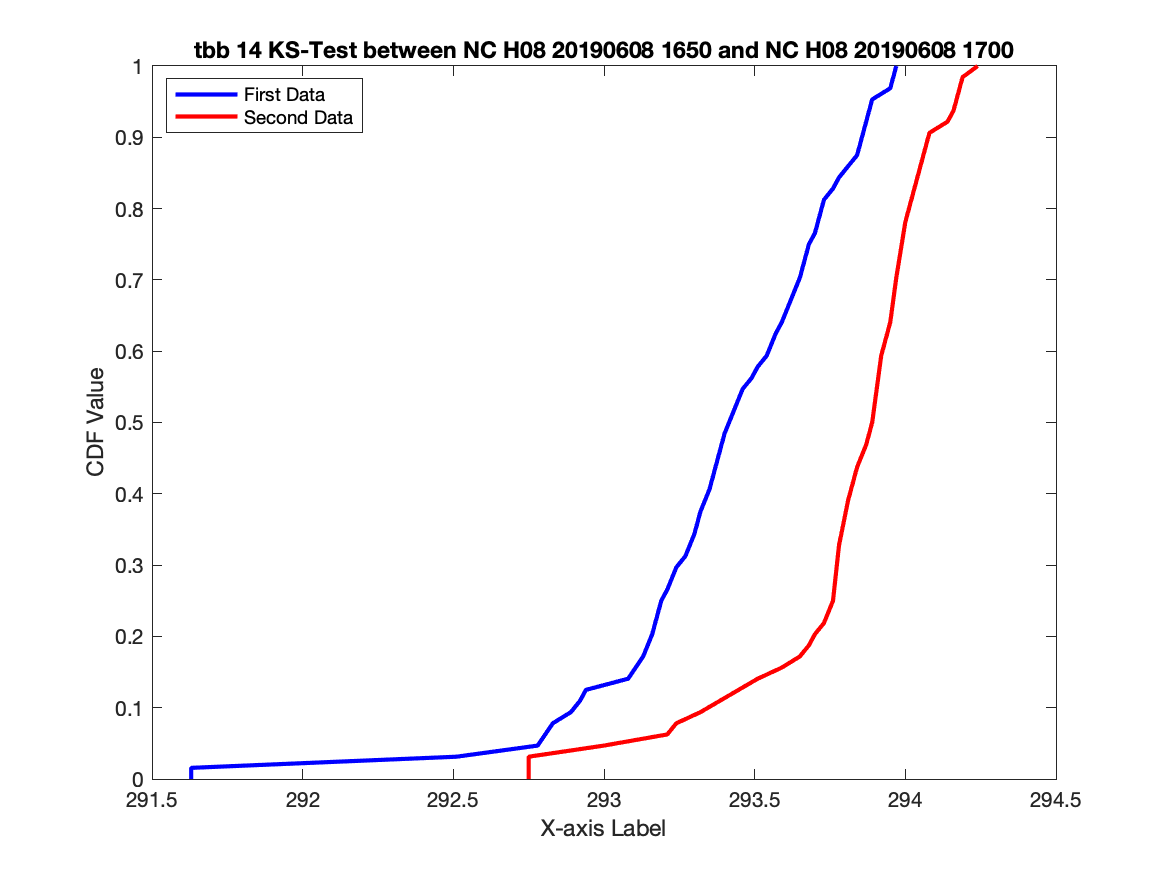 tbb 14 KS-Test between NC H08 20190608 1650 and NC H08 20190608 1700
First Data
Second Data
1
0.9
0.8
0.7
0.6
0.5
0.4
0.3
0.2
0.1
0
CDF Value
291.5 292 292.5 293 293.5 294 294.5
X-axis Label